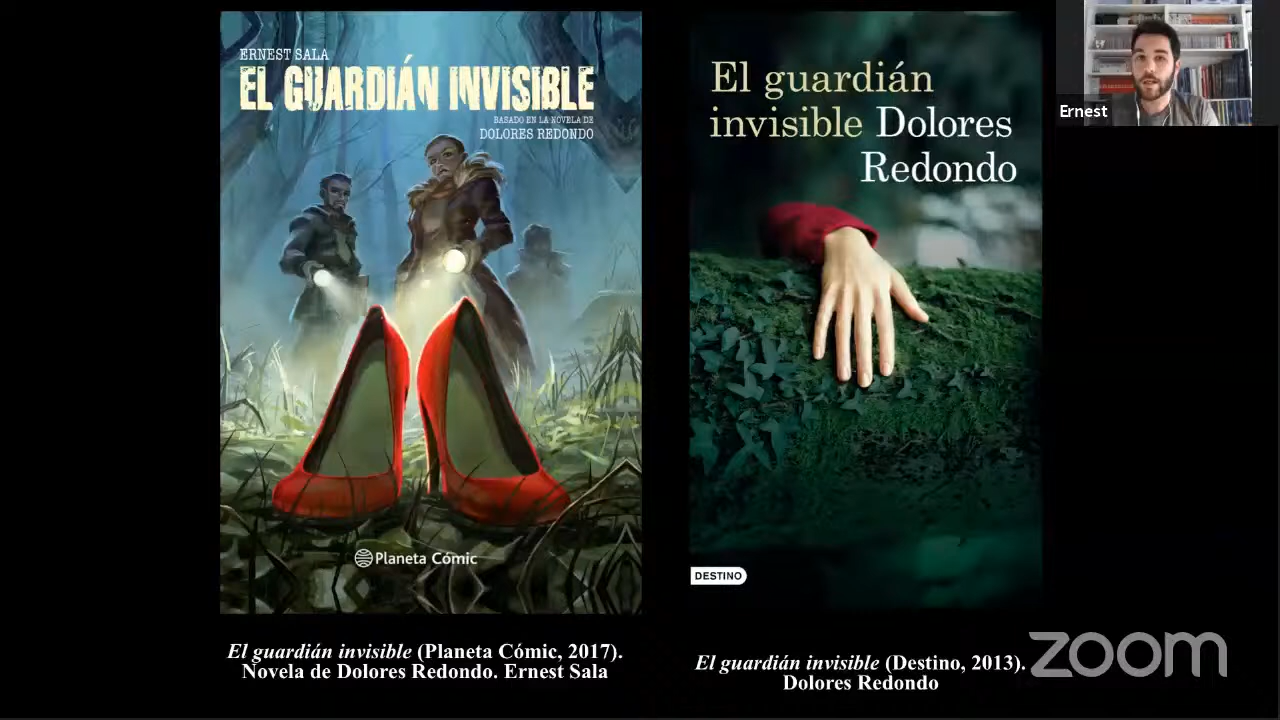 ERNEST SALA
EL GUARDIÁN INVISIBLE
BASADO EN LA NOVELA DE
DOLORES REDONDO
Planeta Cómic
El guardián invisible (Planeta Cómic, 2017).
Novela de Dolores Redondo. Ernest Sala
El guardián
invisible Dolores
Redondo
DESTINO
El guardián invisible (Destino, 2013).
Dolores Redondo
Ernest
zoom